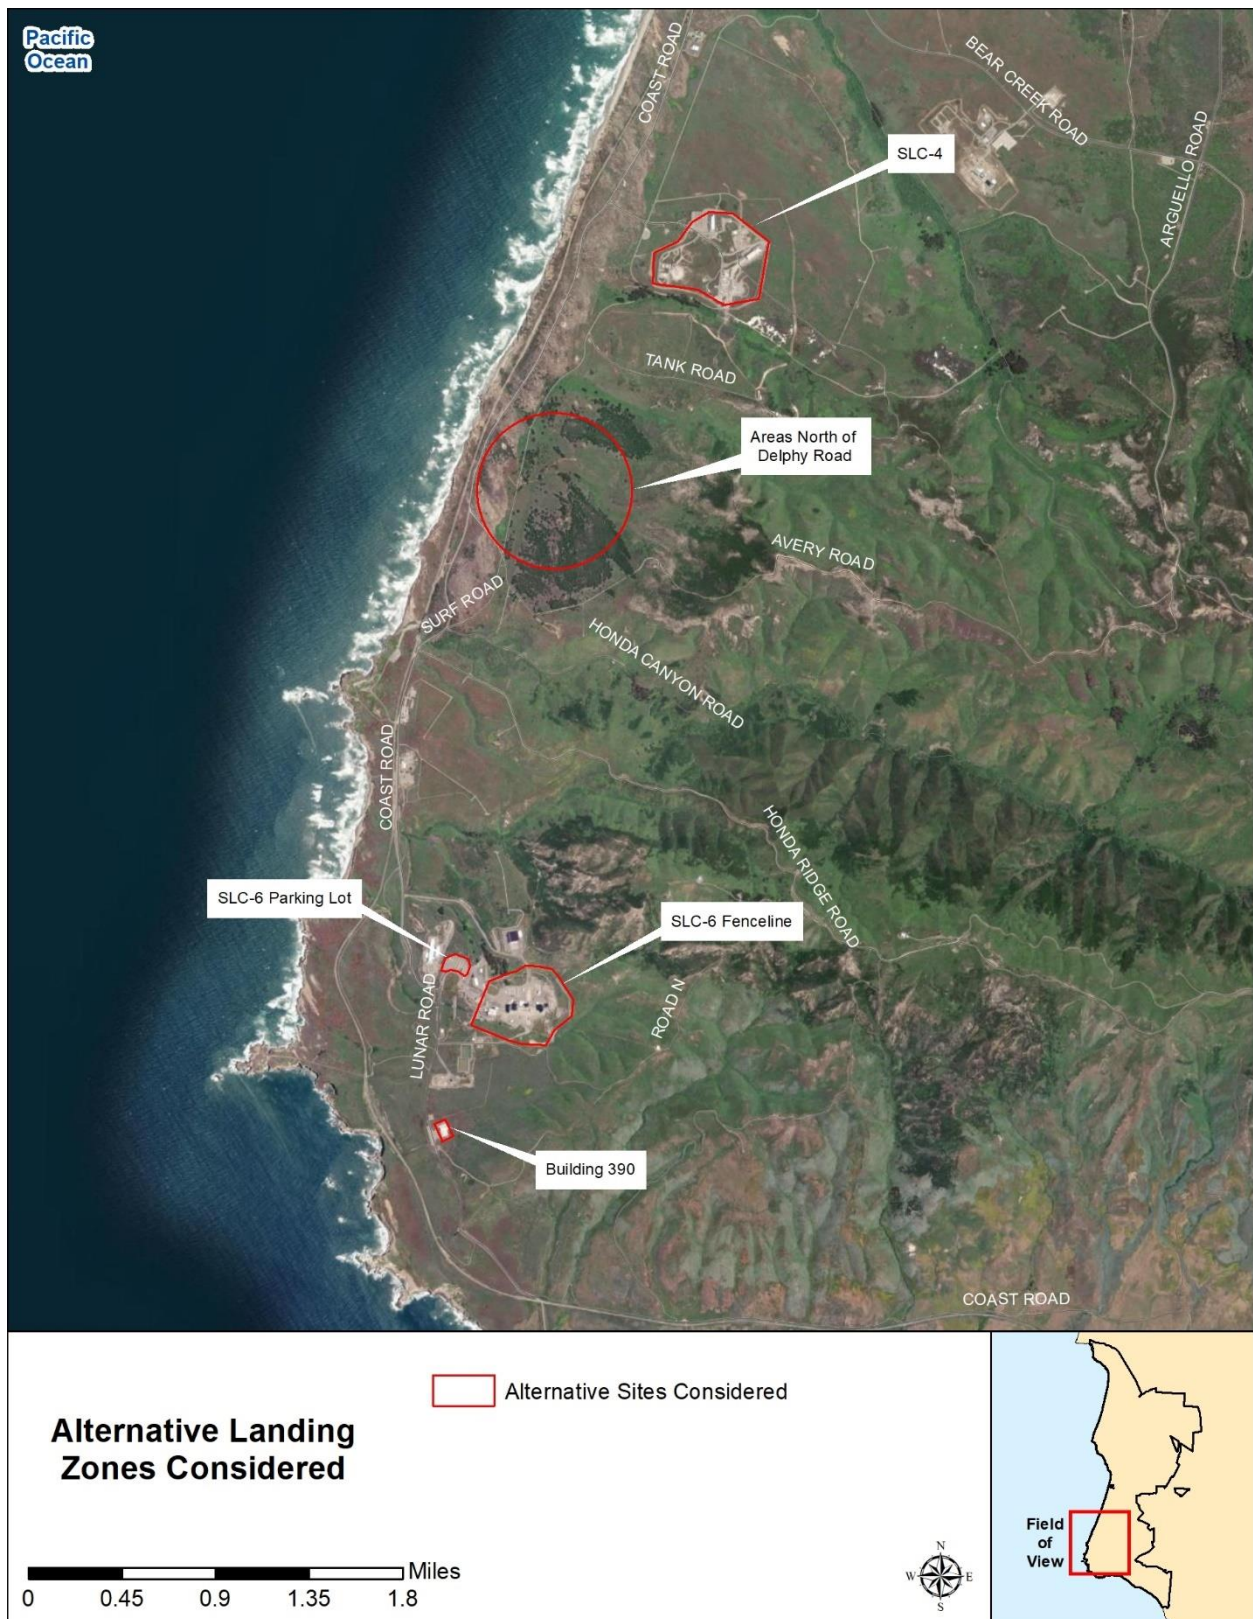 Pacific
Ocean
COAST ROAD
BEAR CREEK ROAD
SLC-4
ARGUELLO ROAD
TANK ROAD
Areas North of
Delphy Road
AVERY ROAD
SURF ROAD
HONDA CANYON ROAD
COAST ROAD
HONDA RIDGE ROAD
SLC-6 Parking Lot
SLC-6 Fenceline
LUNAR ROAD
ROAD N
Building 390
COAST ROAD
Alternative Sites Considered
Alternative Landing
Zones Considered
Miles
0 0.45 0.9 1.35 1.8
N
W E
S
Field
of
View